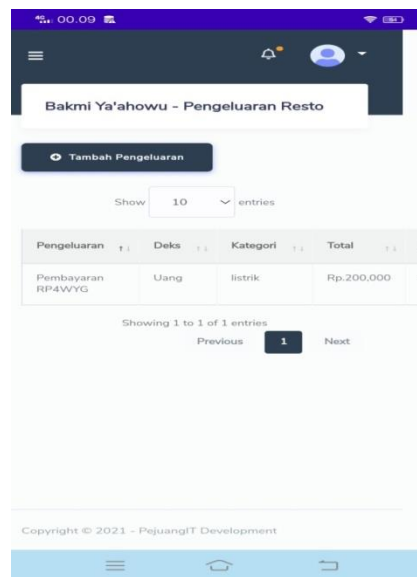 4G 00.09
Bakmi Ya'ahowu - Pengeluaran Resto
Tambah Pengeluaran
Show 10 entries
Pengeluaran Deks Kategori Total
Pembayaran Uang listrik Rp.200,000
RP4WYG
Showing 1 to 1 of 1 entries
Previous 1 Next
Copyright © 2021 - PejuangIT Development